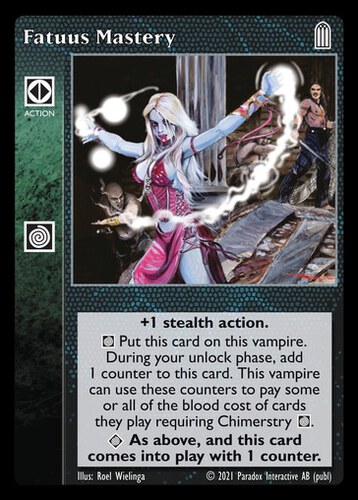 Fatuus Mastery
ACTION
+1 stealth action.
Put this card on this vampire.
During your unlock phase, add
1 counter to this card. This vampire
can use these counters to pay some
or all of the blood cost of cards
they play requiring Chimerstry .
As above, and this card
comes into play with 1 counter.
Illus: Roel Wielinga © 2021 Paradox Interactive AB (publ)